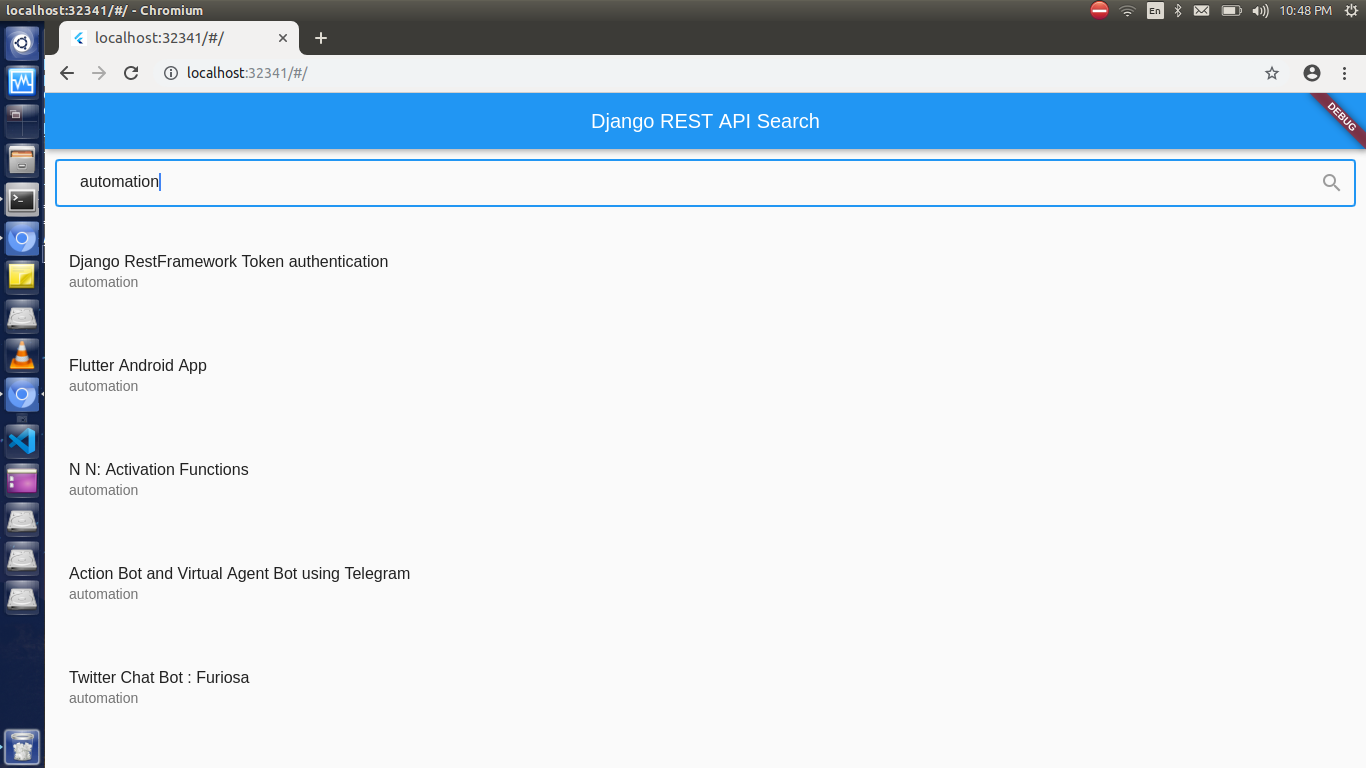 localhost:32341/#/ - Chromium
En
10:48 PM
localhost:32341/#/
localhost:32341/#/
Django REST API Search
DEBUG
automation
Django RestFramework Token authentication
automation
Flutter Android App
automation
N N: Activation Functions
automation
Action Bot and Virtual Agent Bot using Telegram
automation
Twitter Chat Bot : Furiosa
automation